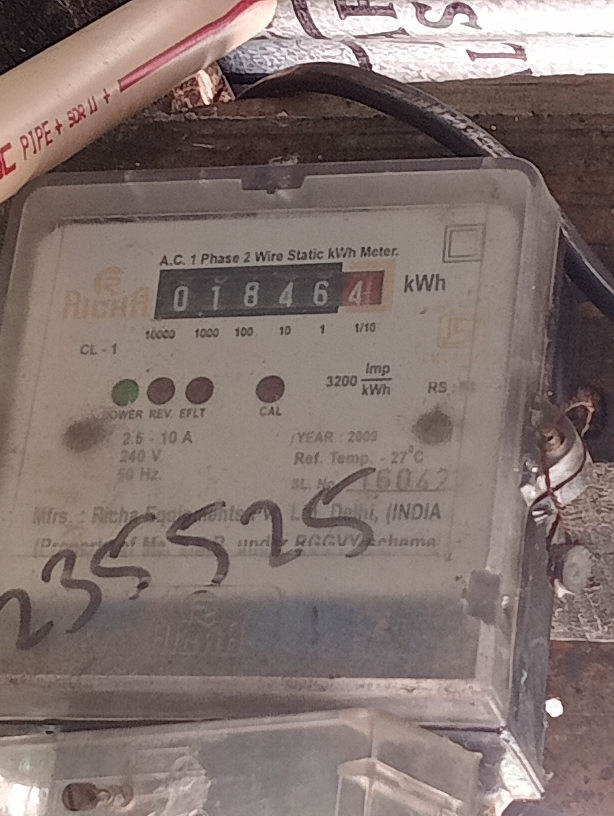 PIPE + SDR 11 +
A.C. 1 Phase 2 Wire Static kWh Meter.
RICHA
0 1 8 4 6 4 kWh
10000 1000 100 10 1 1/10
CL - 1
3200 Imp/kWh
POWER REV. EFLT CAL
2.5 - 10 A
YEAR : 2009
240 V.
Ref. Temp. - 27°C
50 Hz.
SL. No.
Mfrs. : Richa Equipments Pvt. Ltd. Delhi, (INDIA
under RGGVY scheme
235525
RICHA